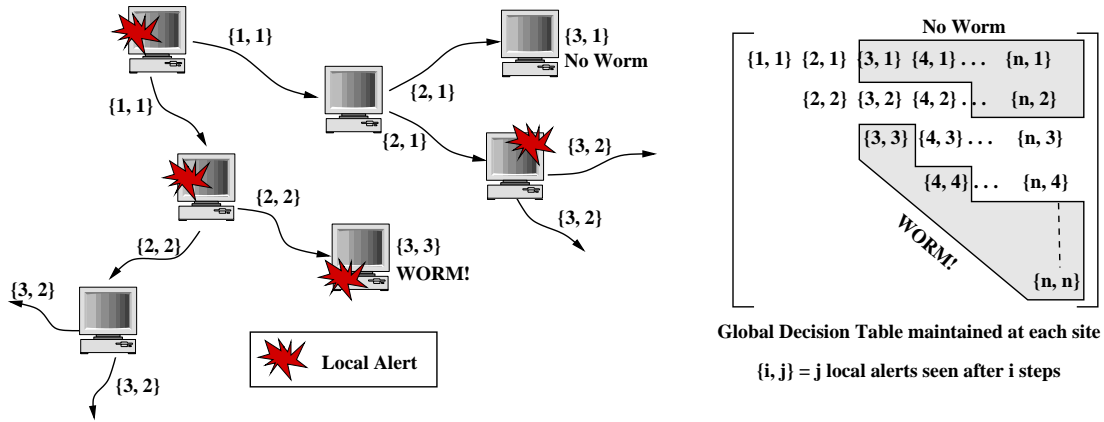 {1, 1}
{1, 1}
{2, 1}
{3, 1}
No Worm
{2, 1}
{3, 2}
{3, 2}
{2, 2}
{2, 2}
{3, 3}
WORM!
{3, 2}
{3, 2}
Local Alert
No Worm
{1, 1} {2, 1} {3, 1} {4, 1} . . . {n, 1}
{2, 2} {3, 2} {4, 2} . . . {n, 2}
{3, 3} {4, 3} . . . {n, 3}
{4, 4} . . . {n, 4}
WORM!
{n, n}
Global Decision Table maintained at each site
{i, j} = j local alerts seen after i steps